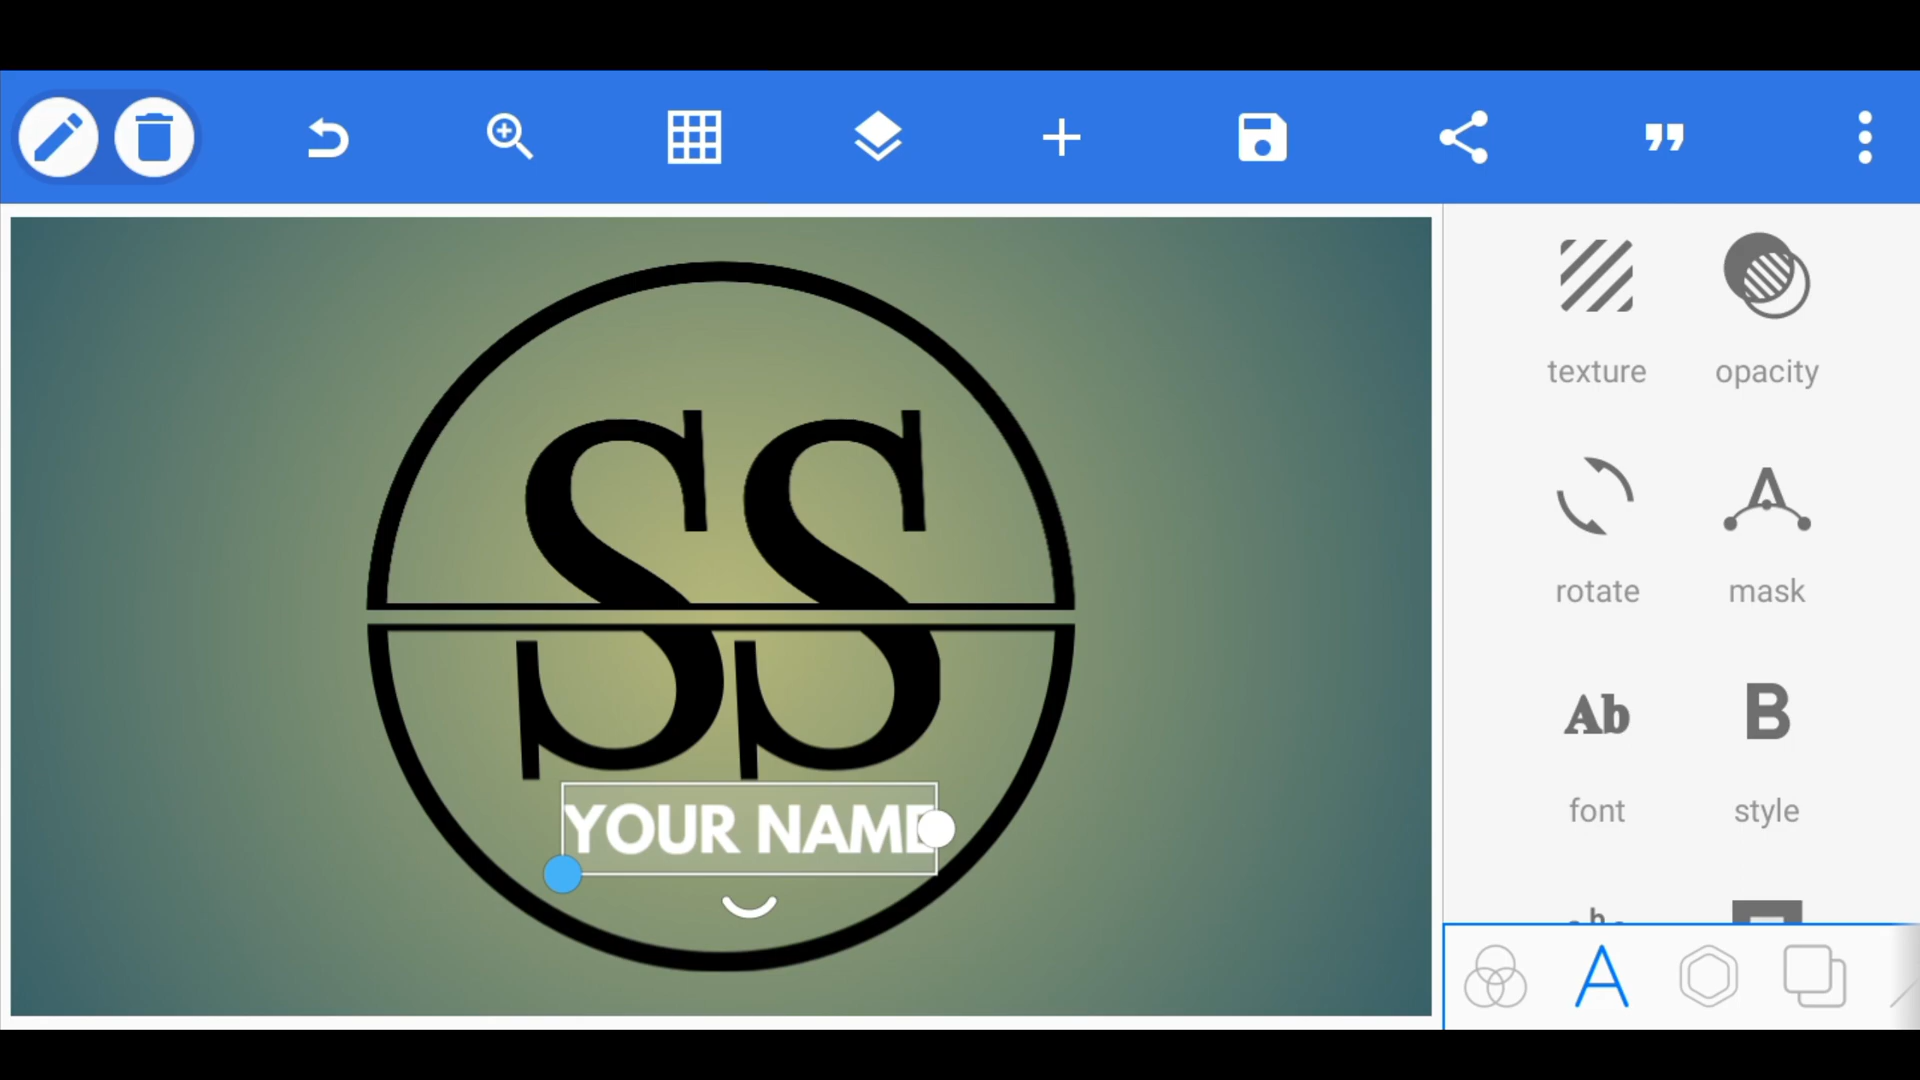 texture
opacity
SS
rotate
mask
Ab
B
font
style
YOUR NAME
A